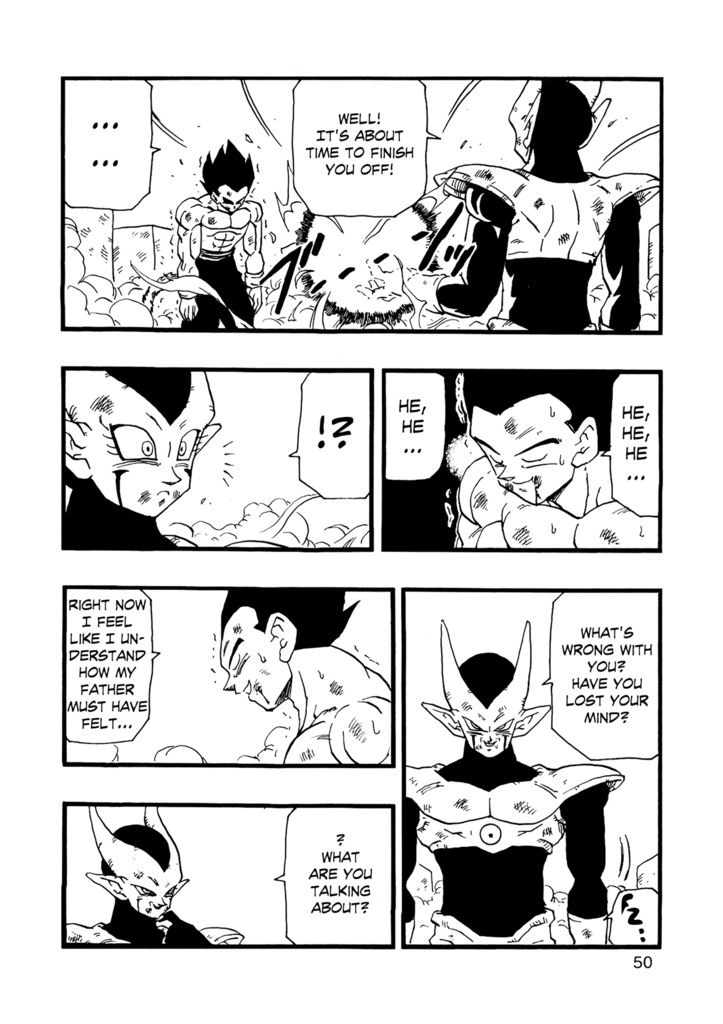 WELL!
IT'S ABOUT
TIME TO FINISH
YOU OFF!
...
...
HE,
HE,
HE
...
HE,
HE
...
!?
WHAT'S
WRONG WITH
YOU?
HAVE YOU
LOST YOUR
MIND?
RIGHT NOW
I FEEL
LIKE I UN-
DERSTAND
HOW MY
FATHER
MUST HAVE
FELT...
?
WHAT
ARE YOU
TALKING
ABOUT?
50